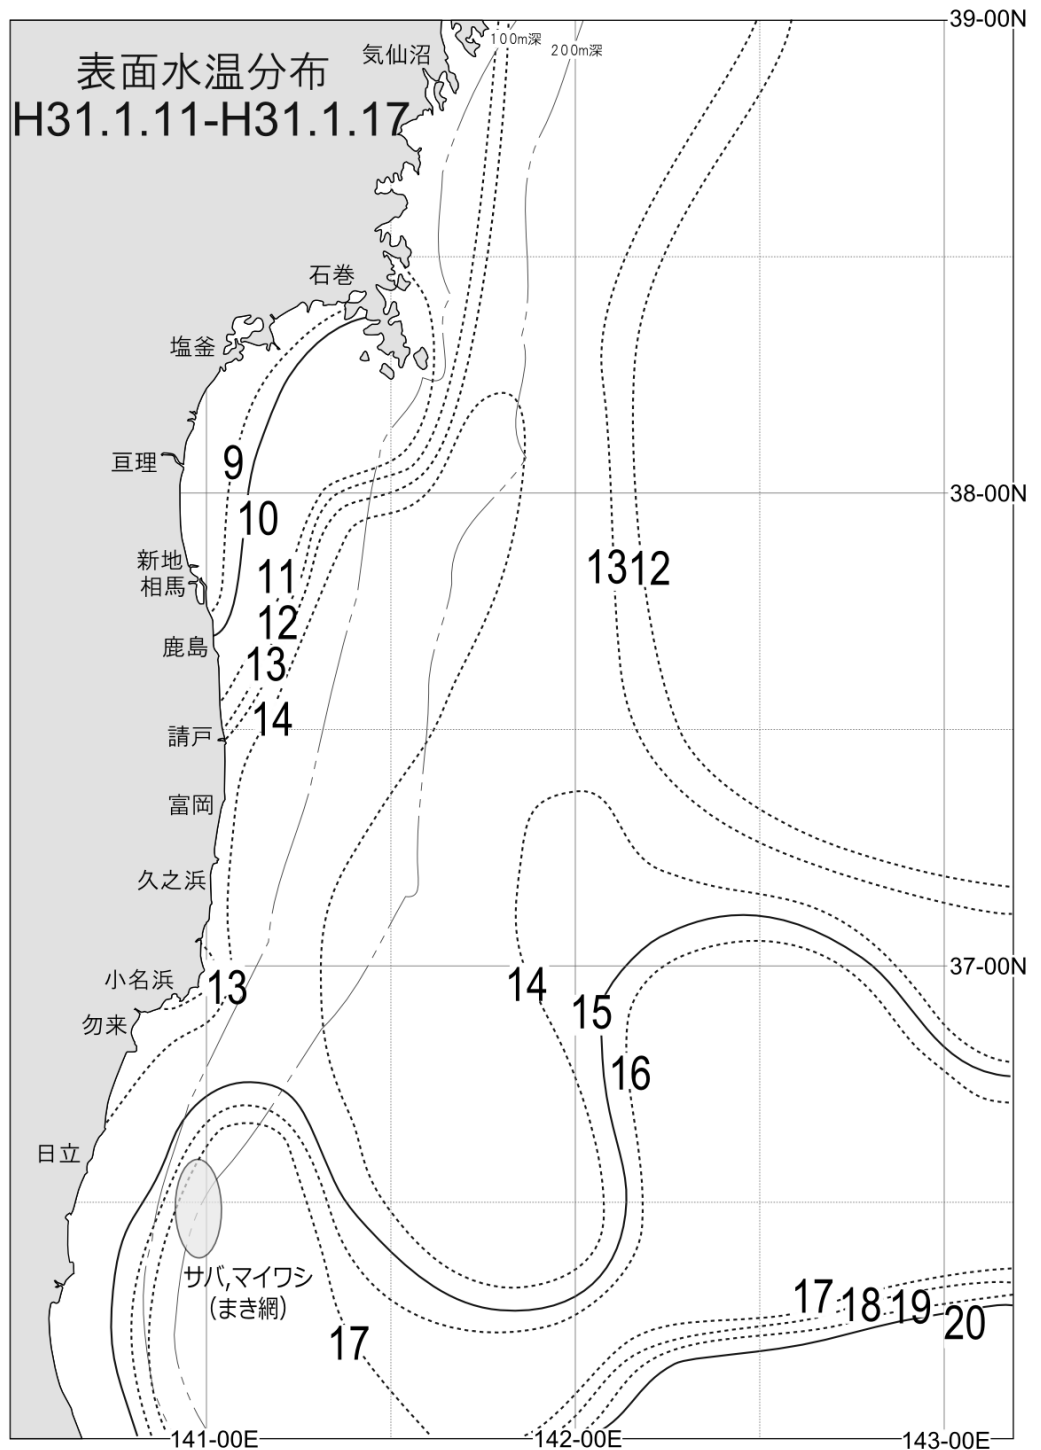 39-00N
100m深
200m深
気仙沼
表面水温分布
H31.1.11-H31.1.17
石巻
塩釜
亘理
9
38-00N
10
新地
相馬
11
13
12
12
鹿島
13
14
請戸
富岡
久之浜
37-00N
小名浜
13
14
15
勿来
16
日立
サバ,マイワシ
(まき網)
17
17
18
19
20
141-00E
142-00E
143-00E